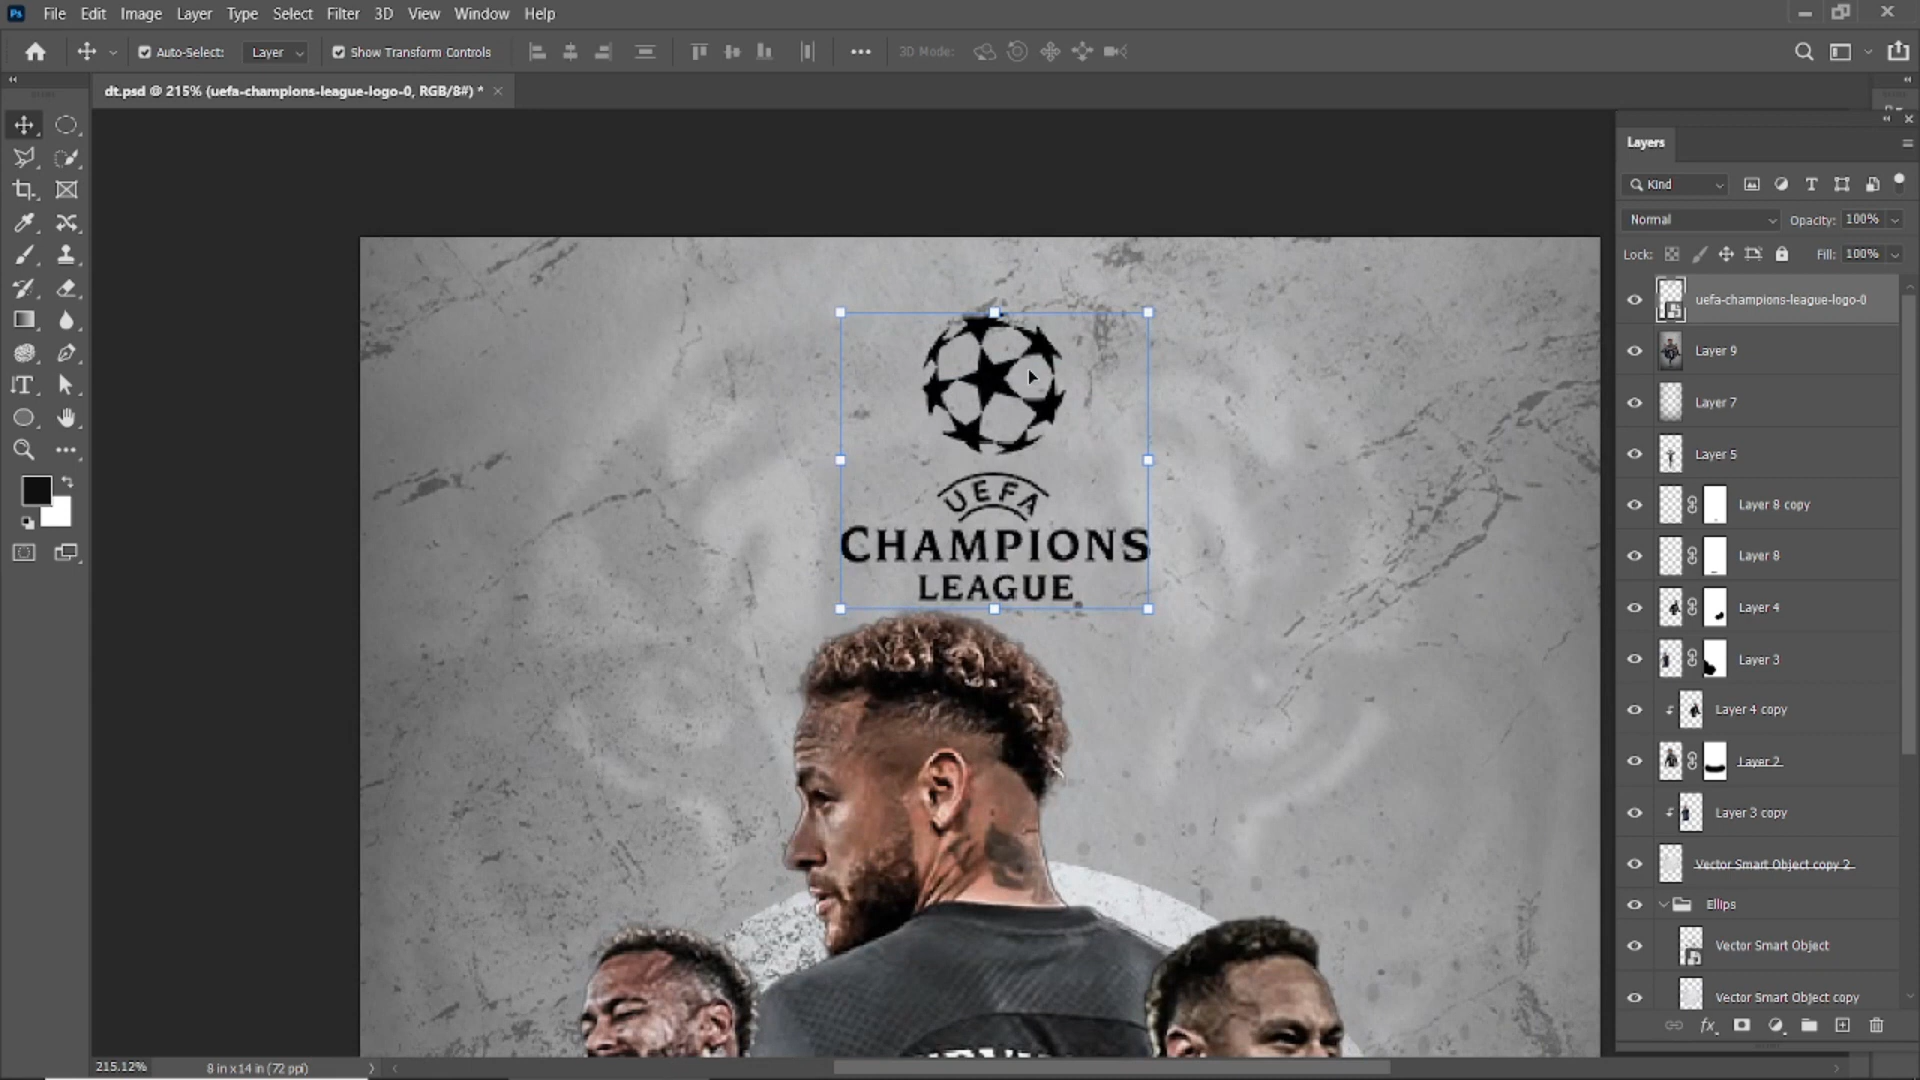 Ps File Edit Image Layer Type Select Filter 3D View Window Help
Auto-Select: Layer Show Transform Controls 3D Mode:
dt.psd @ 215% (uefa-champions-league-logo-0, RGB/8#) *
Layers
Kind
Normal Opacity: 100%
Lock: Fill: 100%
uefa-champions-league-logo-0
Layer 9
Layer 7
Layer 5
Layer 8 copy
Layer 8
Layer 4
Layer 3
Layer 4 copy
Layer 2
Layer 3 copy
Vector Smart Object copy 2
Ellips
Vector Smart Object
Vector Smart Object copy
UEFA
CHAMPIONS
LEAGUE
215.12% 8 in x 14 in (72 ppi)